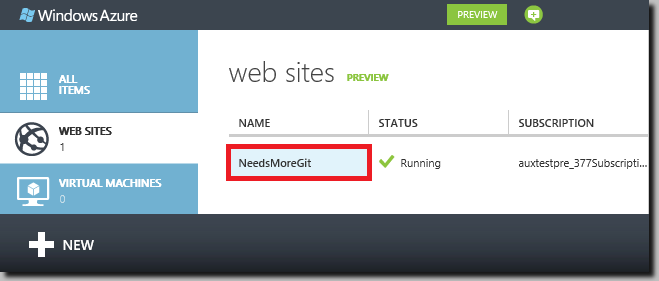 Windows Azure
PREVIEW
ALL
ITEMS
WEB SITES
1
VIRTUAL MACHINES
0
web sites PREVIEW
NAME STATUS SUBSCRIPTION
NeedsMoreGit Running auxtestpre_377Subscripti...
NEW